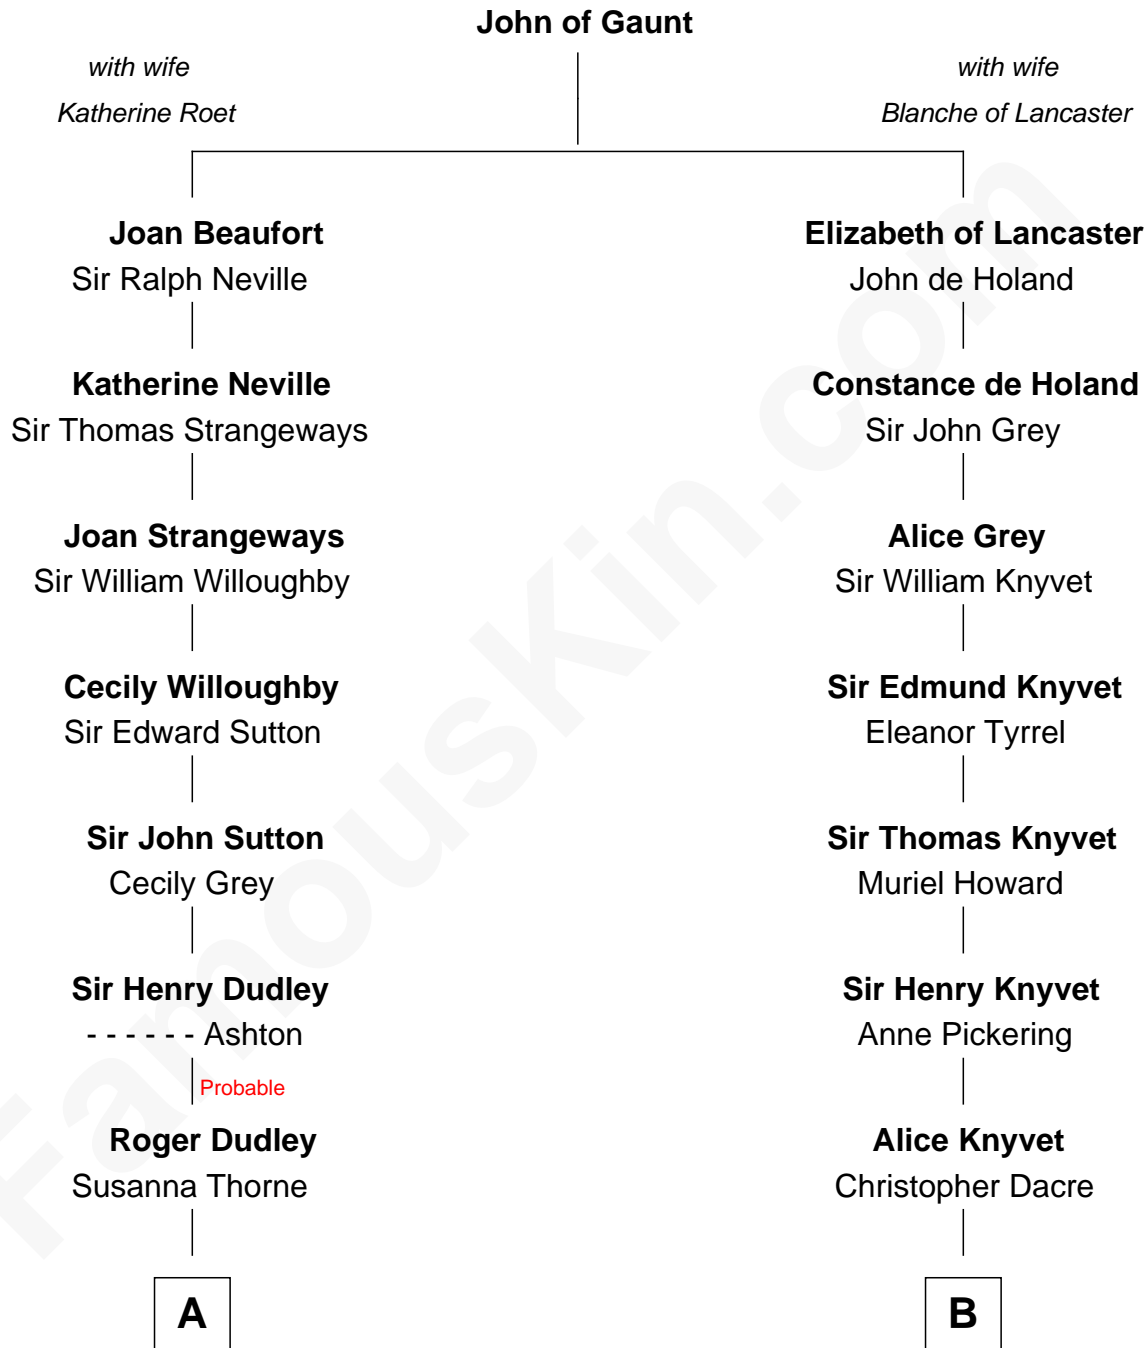 John of Gaunt
with wife
Katherine Roet
with wife
Blanche of Lancaster
Joan Beaufort
Sir Ralph Neville
Elizabeth of Lancaster
John de Holand
Katherine Neville
Sir Thomas Strangeways
Constance de Holand
Sir John Grey
Joan Strangeways
Sir William Willoughby
Alice Grey
Sir William Knyvet
Cecily Willoughby
Sir Edward Sutton
Sir Edmund Knyvet
Eleanor Tyrrel
Sir John Sutton
Cecily Grey
Sir Thomas Knyvet
Muriel Howard
Sir Henry Dudley
- - - - - - Ashton
Sir Henry Knyvet
Anne Pickering
Probable
Roger Dudley
Susanna Thorne
Alice Knyvet
Christopher Dacre
A
B
FamousKin.com